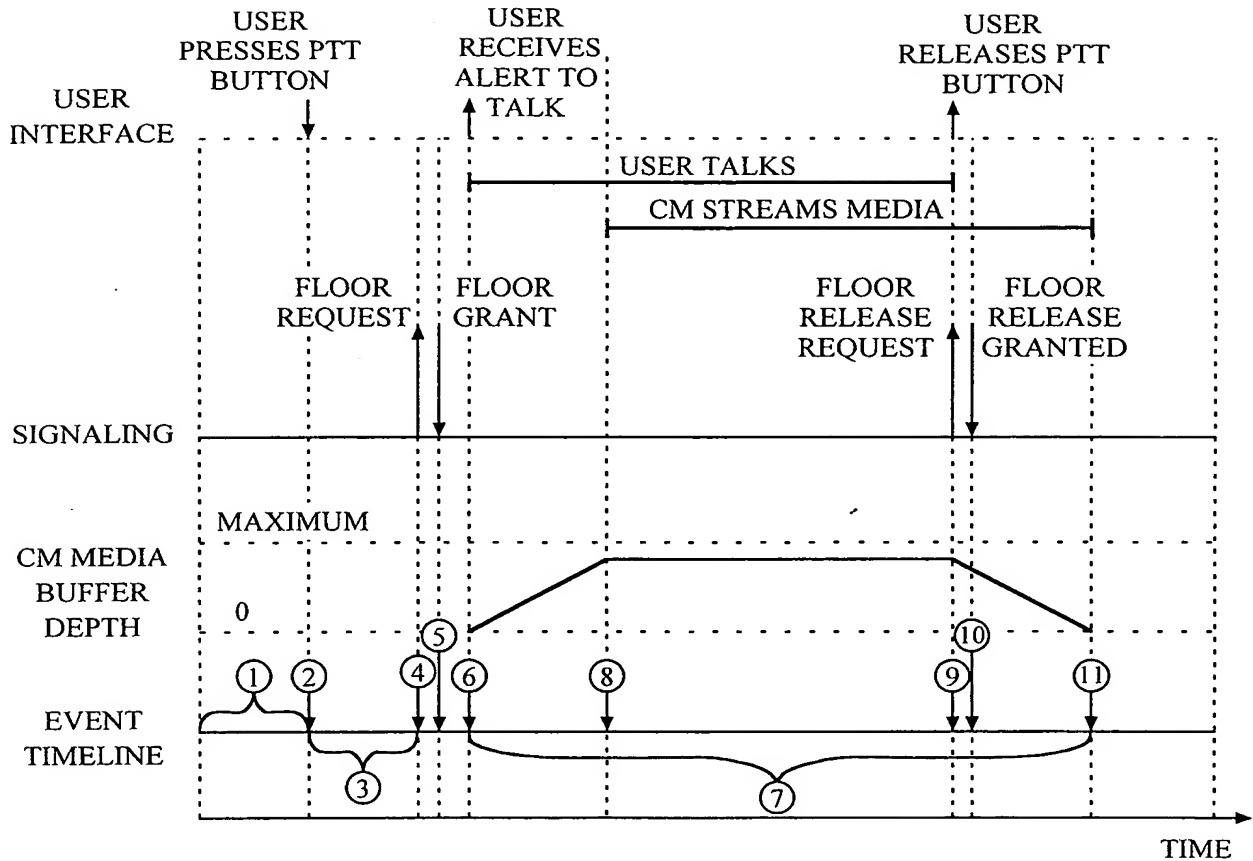 USER
PRESSES PTT
BUTTON
USER
RECEIVES
ALERT TO
TALK
USER
RELEASES PTT
BUTTON
USER
INTERFACE
USER TALKS
CM STREAMS MEDIA
FLOOR
REQUEST
FLOOR
GRANT
FLOOR
RELEASE
REQUEST
FLOOR
RELEASE
GRANTED
SIGNALING
MAXIMUM
CM MEDIA
BUFFER
DEPTH
0
5
10
1
2
4
6
8
9
11
EVENT
TIMELINE
3
7
TIME